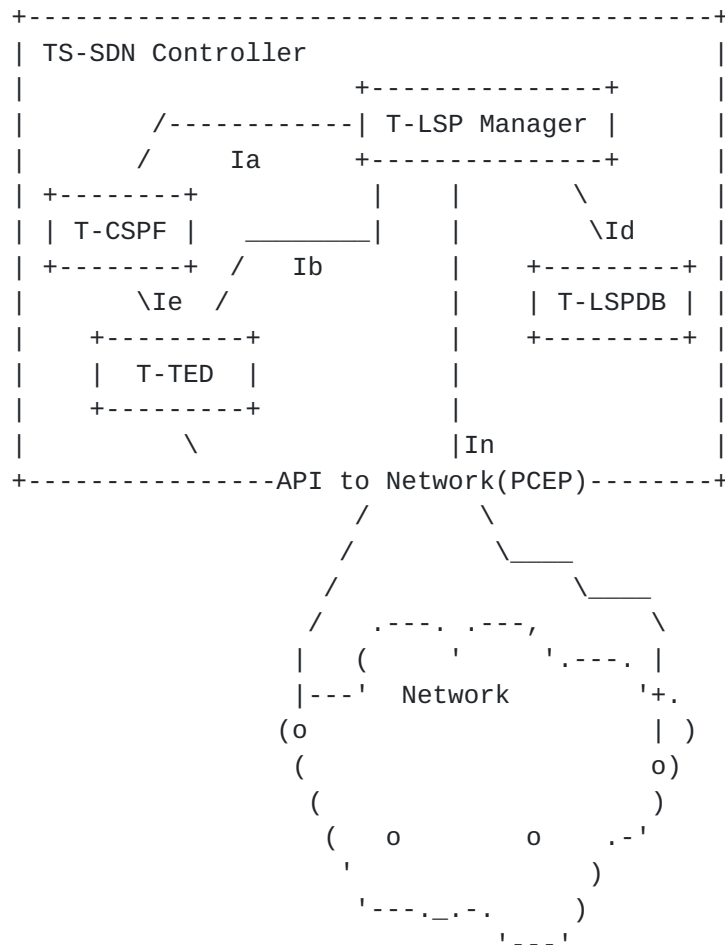 TS-SDN Controller
T-LSP Manager
Ia
T-CSPF
\Id
Ib
\Ie
T-LSPDB
T-TED
In
API to Network(PCEP)
Network
o
o
o o